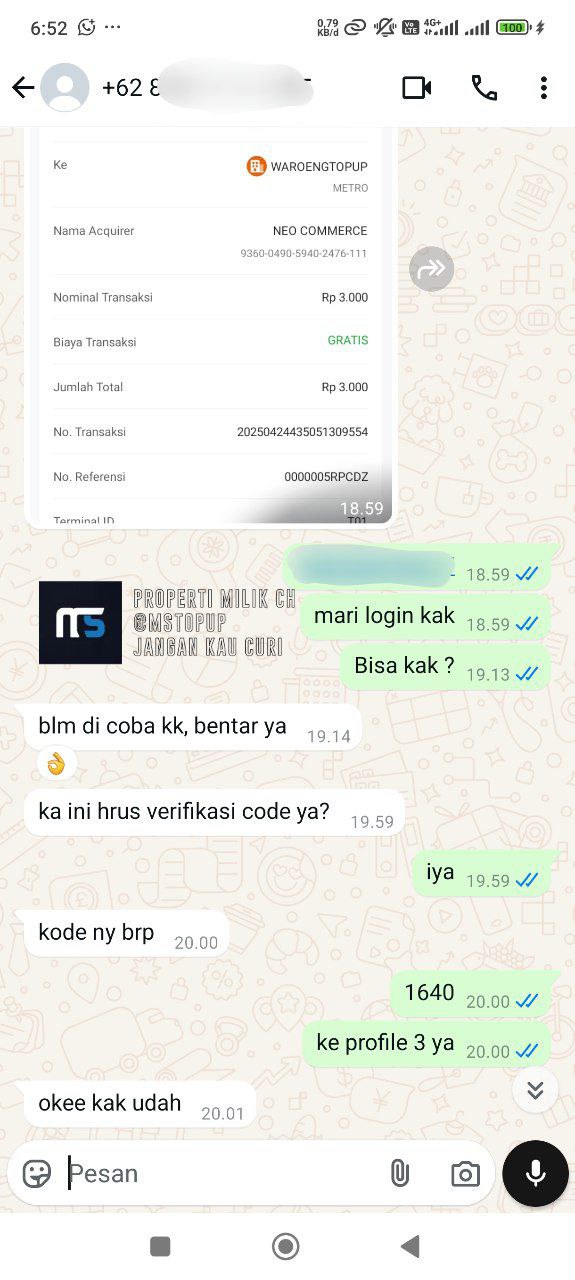 6:52 ...
0,79 KB/d Vo LTE 4G+ 100
+62 8
Ke WAROENGTOPUP
METRO
Nama Acquirer NEO COMMERCE
9360-0490-5940-2476-111
Nominal Transaksi Rp 3.000
Biaya Transaksi GRATIS
Jumlah Total Rp 3.000
No. Transaksi 20250424435051309554
No. Referensi 0000005RPCDZ
Terminal ID T01
18.59
18.59
MS
PROPERTI MILIK CH
@MSTOPUP
JANGAN KAU CURI
mari login kak 18.59
Bisa kak ? 19.13
blm di coba kk, bentar ya 19.14
ka ini hrus verifikasi code ya? 19.59
iya 19.59
kode ny brp 20.00
1640 20.00
ke profile 3 ya 20.00
okee kak udah 20.01
Pesan